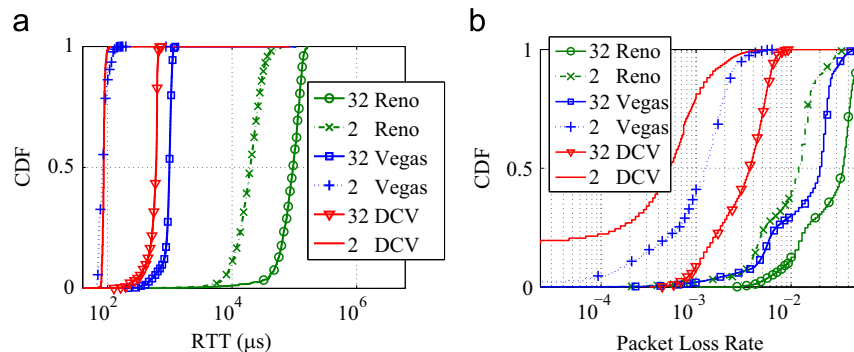 a
1
0.5
0
CDF
10^2
10^4
10^6
RTT (μs)
32 Reno
2 Reno
32 Vegas
2 Vegas
32 DCV
2 DCV
b
1
0.5
0
CDF
10^-4
10^-3
10^-2
Packet Loss Rate
32 Reno
2 Reno
32 Vegas
2 Vegas
32 DCV
2 DCV